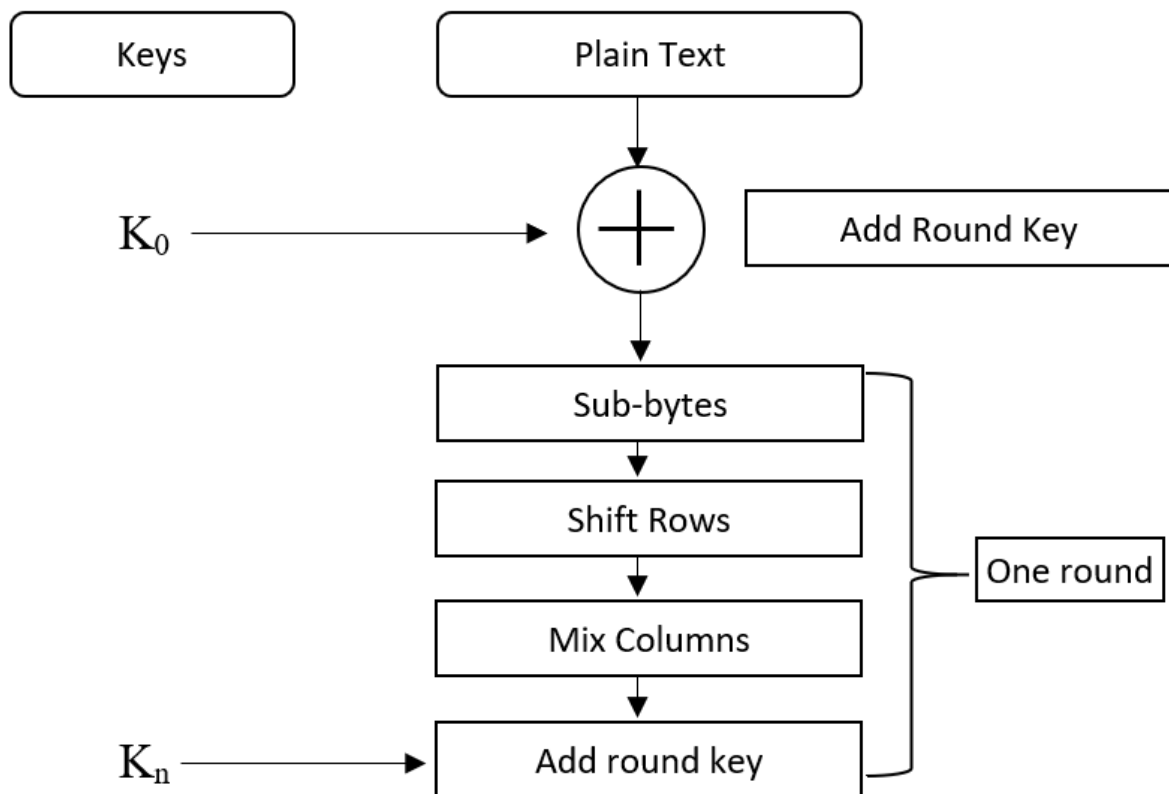 Keys
Plain Text
K₀
Add Round Key
Sub-bytes
Shift Rows
One round
Mix Columns
Kₙ
Add round key